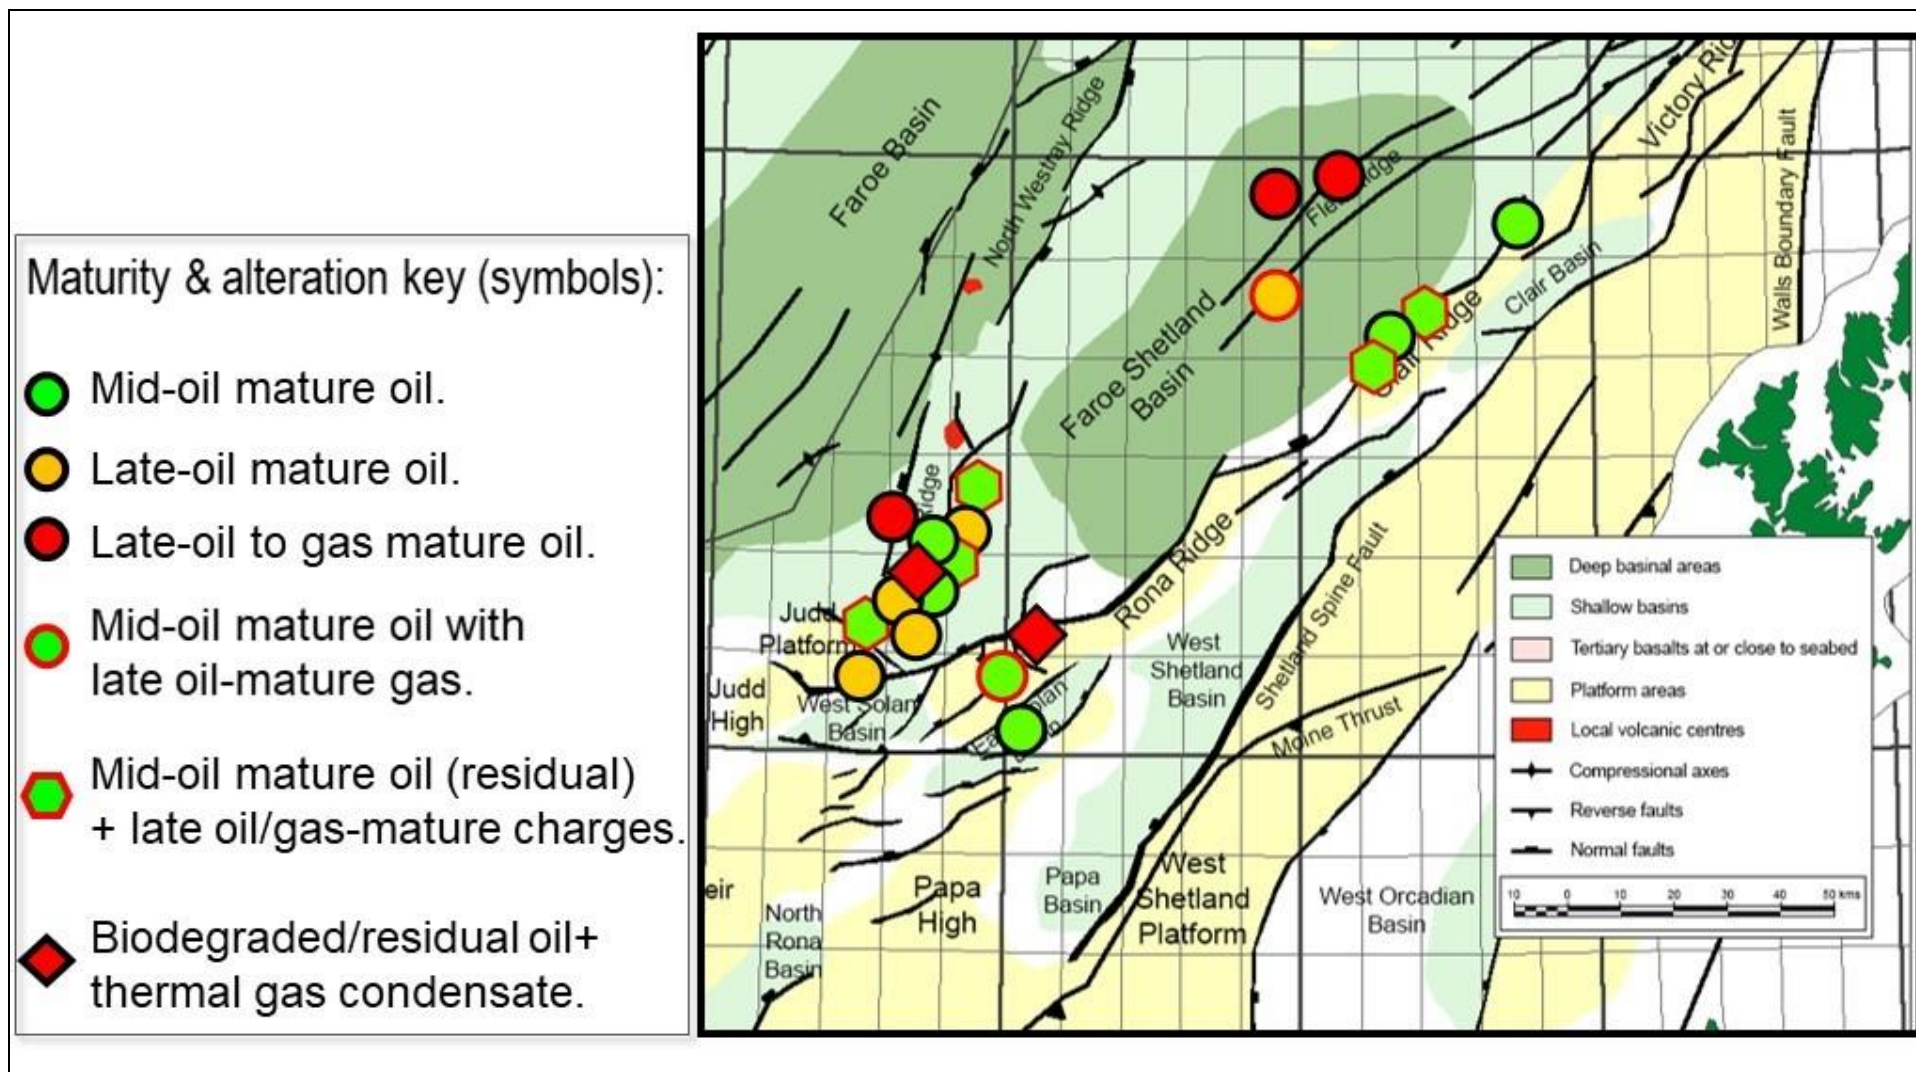 Maturity & alteration key (symbols):
Mid-oil mature oil.
Late-oil mature oil.
Late-oil to gas mature oil.
Mid-oil mature oil with
late oil-mature gas.
Mid-oil mature oil (residual)
+ late oil/gas-mature charges.
Biodegraded/residual oil+
thermal gas condensate.
Faroe Basin
North Westray Ridge
Victory
Walls Boundary Fault
Clair Basin
Ridge
Faroe Shetland
Basin
Ridge
Rona Ridge
Shetland Spine Fault
Judd
Platform
Judd
High
West Solan
Basin
West
Shetland
Basin
Moine Thrust
Papa
High
Papa
Basin
West
Shetland
Platform
North
Rona
Basin
West Orcadian
Basin
Deep basinal areas
Shallow basins
Tertiary basalts at or close to seabed
Platform areas
Local volcanic centres
Compressional axes
Reverse faults
Normal faults
10 0 10 20 30 40 50 kms